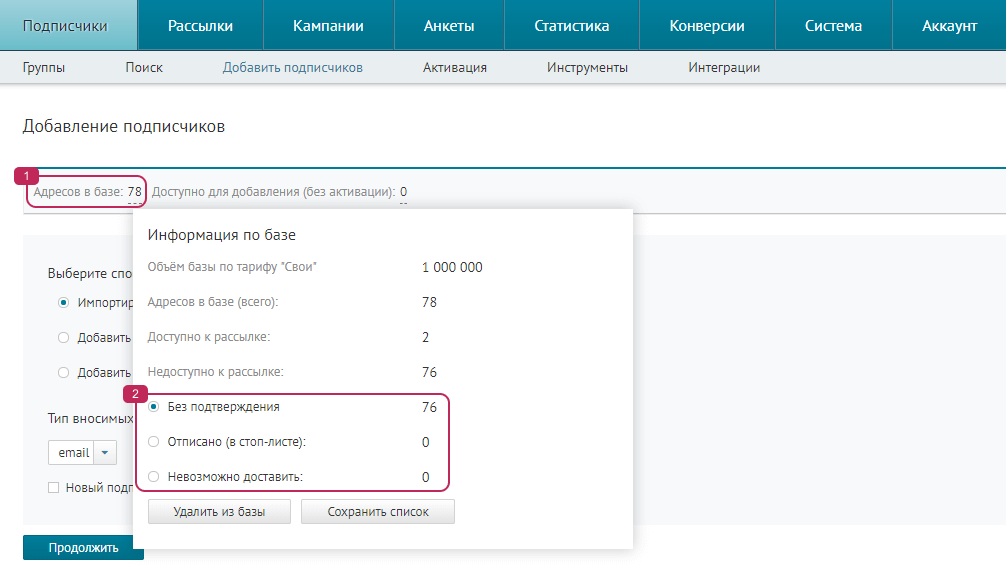 Подписчики Рассылки Кампании Анкеты Статистика Конверсии Система Аккаунт
Группы Поиск Добавить подписчиков Активация Инструменты Интеграции
Добавление подписчиков
1
Адресов в базе: 78 Доступно для добавления (без активации): 0
Информация по базе
Объём базы по тарифу "Свои" 1 000 000
Адресов в базе (всего): 78
Доступно к рассылке: 2
Недоступно к рассылке: 76
2
Без подтверждения 76
Отписано (в стоп-листе): 0
Невозможно доставить: 0
Удалить из базы Сохранить список
Выберите спо
Импортир
Добавить
Добавить
Тип вносимых
email
Новый подп
Продолжить